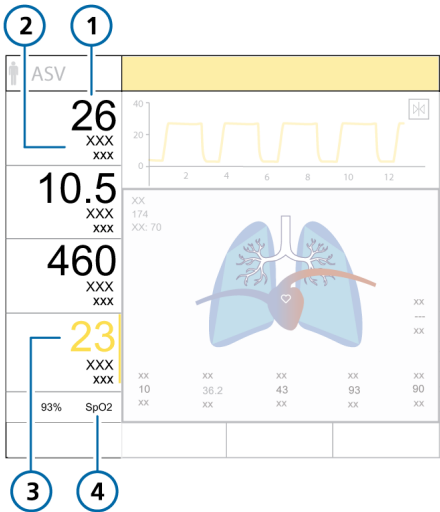 2 1
ASV
26
XXX
xxx
10.5
XXX
xxx
460
XXX
xxx
23
XXX
xxx
93% SpO2
40
20
0
2 4 6 8 10 12
XX
174
XX: 70
xx
---
xx
xx xx xx xx xx
10 36.2 43 93 90
xx xx xx xx xx
3 4